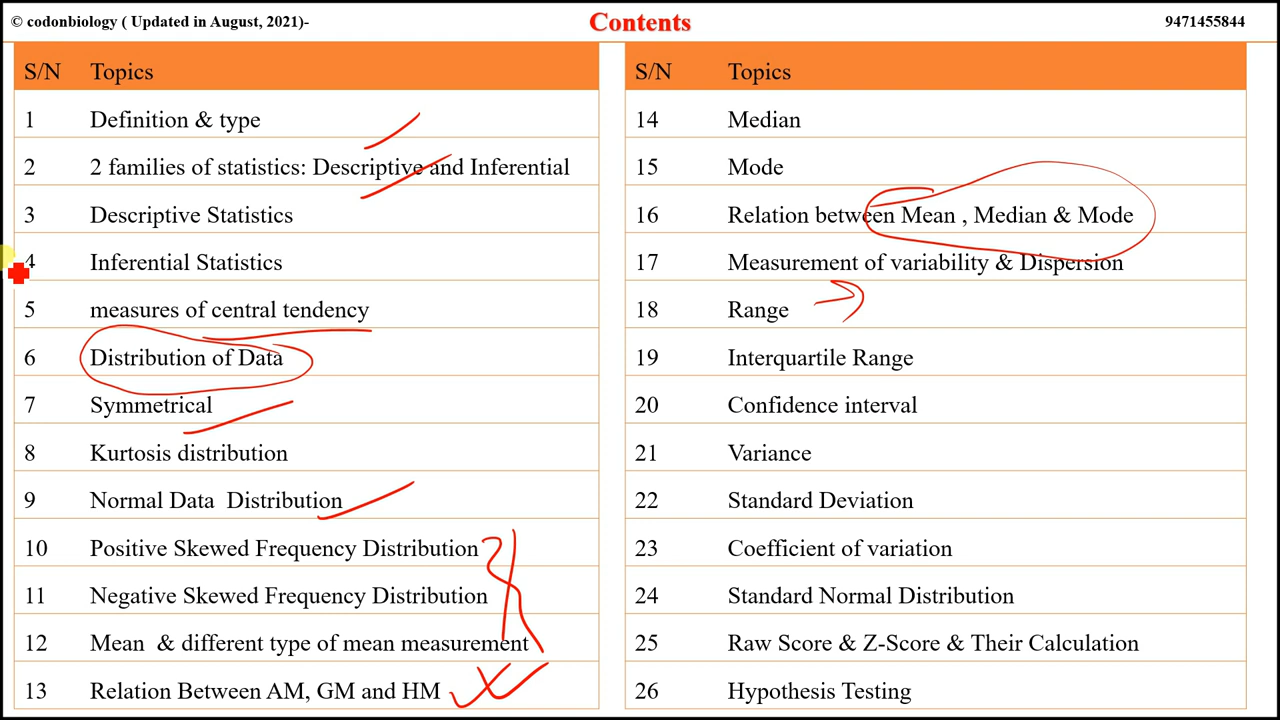 © codonbiology ( Updated in August, 2021)-
Contents
9471455844
S/N Topics
1 Definition & type
2 2 families of statistics: Descriptive and Inferential
3 Descriptive Statistics
4 Inferential Statistics
5 measures of central tendency
6 Distribution of Data
7 Symmetrical
8 Kurtosis distribution
9 Normal Data Distribution
10 Positive Skewed Frequency Distribution
11 Negative Skewed Frequency Distribution
12 Mean & different type of mean measurement
13 Relation Between AM, GM and HM
S/N Topics
14 Median
15 Mode
16 Relation between Mean , Median & Mode
17 Measurement of variability & Dispersion
18 Range
19 Interquartile Range
20 Confidence interval
21 Variance
22 Standard Deviation
23 Coefficient of variation
24 Standard Normal Distribution
25 Raw Score & Z-Score & Their Calculation
26 Hypothesis Testing